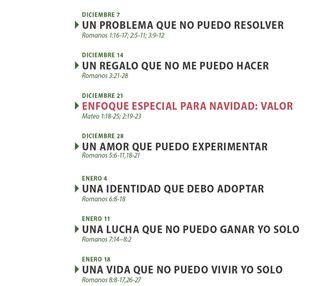 DICIEMBRE 7
UN PROBLEMA QUE NO PUEDO RESOLVER
Romanos 1:16-17; 2:5-11; 3:9-12
DICIEMBRE 14
UN REGALO QUE NO ME PUEDO HACER
Romanos 3:21-28
DICIEMBRE 21
ENFOQUE ESPECIAL PARA NAVIDAD: VALOR
Mateo 1:18-25; 2:19-23
DICIEMBRE 28
UN AMOR QUE PUEDO EXPERIMENTAR
Romanos 5:6-11,18-21
ENERO 4
UNA IDENTIDAD QUE DEBO ADOPTAR
Romanos 6:8-18
ENERO 11
UNA LUCHA QUE NO PUEDO GANAR YO SOLO
Romanos 7:14–8:2
ENERO 18
UNA VIDA QUE NO PUEDO VIVIR YO SOLO
Romanos 8:8-17,26-27